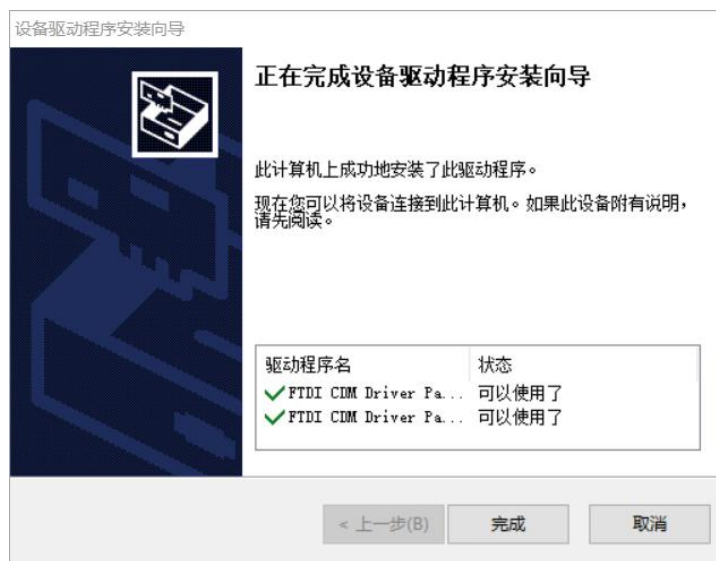 设备驱动程序安装向导
正在完成设备驱动程序安装向导
此计算机上成功地安装了此驱动程序。
现在您可以将设备连接到此计算机。如果此设备附有说明，
请先阅读。
驱动程序名 状态
FTDI CDM Driver Pa... 可以使用了
FTDI CDM Driver Pa... 可以使用了
< 上一步(B) 完成 取消